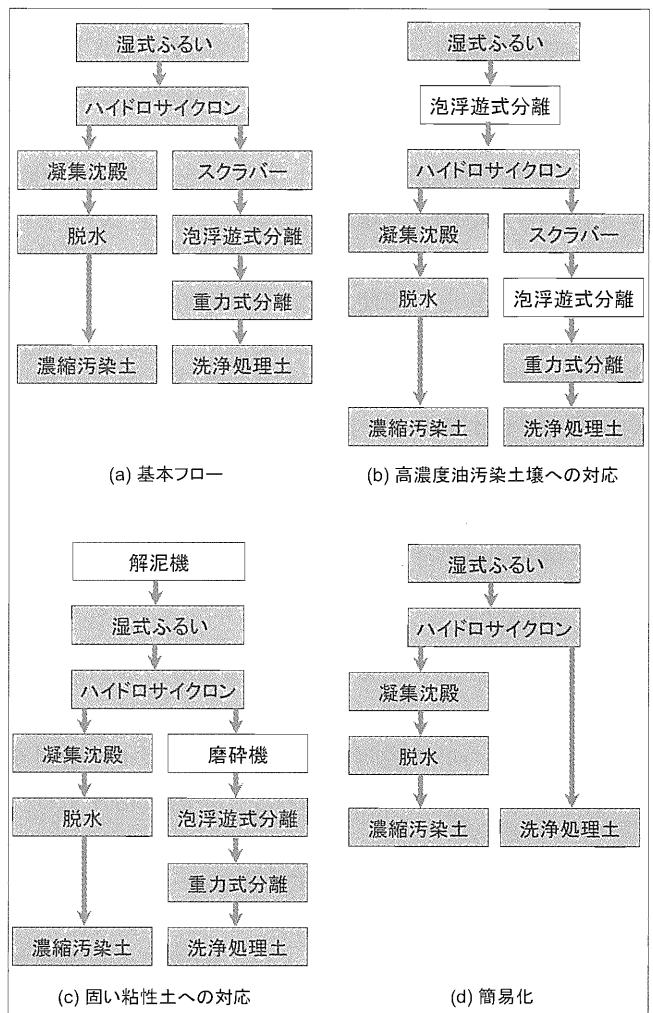 湿式ふるい
ハイドロサイクロン
凝集沈殿
スクラバー
脱水
泡浮遊式分離
重力式分離
濃縮汚染土
洗浄処理土
(a) 基本フロー
湿式ふるい
泡浮遊式分離
ハイドロサイクロン
凝集沈殿
スクラバー
脱水
泡浮遊式分離
重力式分離
濃縮汚染土
洗浄処理土
(b) 高濃度油汚染土壌への対応
解泥機
湿式ふるい
ハイドロサイクロン
凝集沈殿
磨砕機
脱水
泡浮遊式分離
重力式分離
濃縮汚染土
洗浄処理土
(c) 固い粘性土への対応
湿式ふるい
ハイドロサイクロン
凝集沈殿
脱水
濃縮汚染土
洗浄処理土
(d) 簡易化